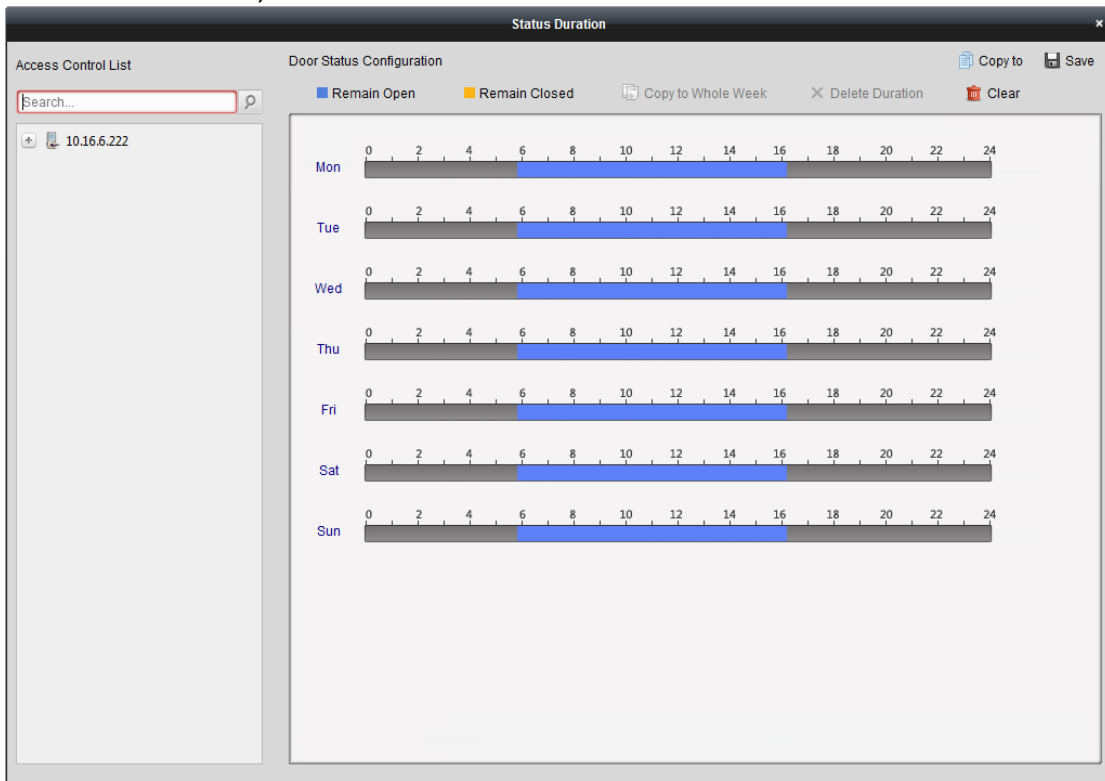 Status Duration ×
Access Control List
Search...
10.16.6.222
Door Status Configuration
Copy to Save
Remain Open Remain Closed Copy to Whole Week Delete Duration Clear
0 2 4 6 8 10 12 14 16 18 20 22 24
Mon
0 2 4 6 8 10 12 14 16 18 20 22 24
Tue
0 2 4 6 8 10 12 14 16 18 20 22 24
Wed
0 2 4 6 8 10 12 14 16 18 20 22 24
Thu
0 2 4 6 8 10 12 14 16 18 20 22 24
Fri
0 2 4 6 8 10 12 14 16 18 20 22 24
Sat
0 2 4 6 8 10 12 14 16 18 20 22 24
Sun